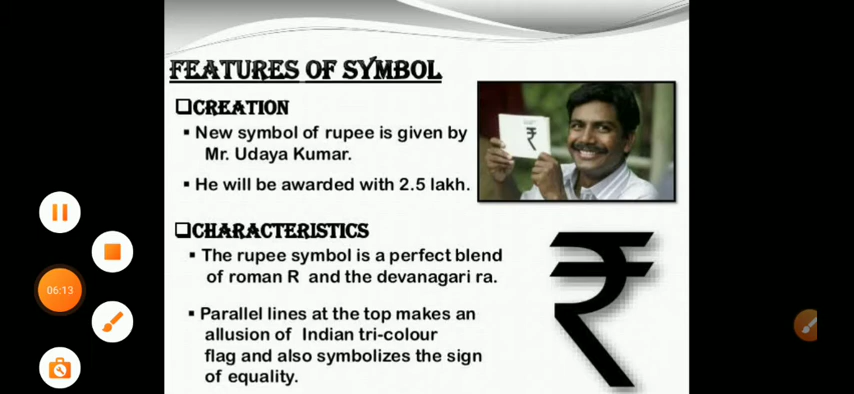 FEATURES OF SYMBOL
❑CREATION
▪ New symbol of rupee is given by
Mr. Udaya Kumar.
▪ He will be awarded with 2.5 lakh.
₹
❑CHARACTERISTICS
▪ The rupee symbol is a perfect blend
of roman R and the devanagari ra.
▪ Parallel lines at the top makes an
allusion of Indian tri-colour
flag and also symbolizes the sign
of equality.
₹
06:13